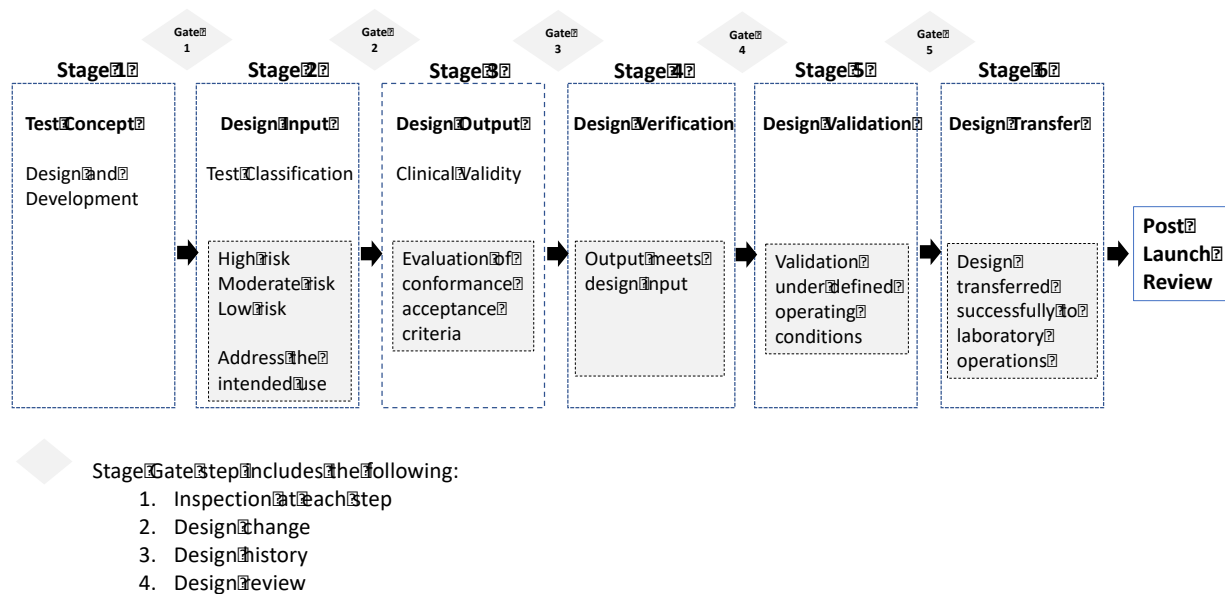 Gate
1
Gate
2
Gate
3
Gate
4
Gate
5
Stage 1
Stage 2
Stage 3
Stage 4
Stage 5
Stage 6
Test Concept
Design and
Development
Design Input
Test Classification
High risk
Moderate risk
Low risk
Address the
intended use
Design Output
Clinical Validity
Evaluation of
conformance
acceptance
criteria
Design Verification
Output meets
design input
Design Validation
Validation
under defined
operating
conditions
Design Transfer
Design
transferred
successfully to
laboratory
operations
Post
Launch
Review
Stage Gate step includes the following:
1. Inspection at each step
2. Design change
3. Design history
4. Design review